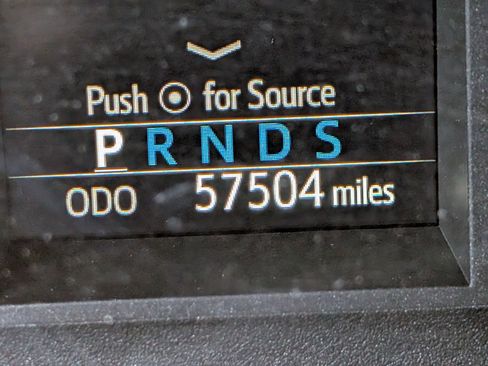 Push ⊙ for Source
P R N D S
ODO 57504 miles